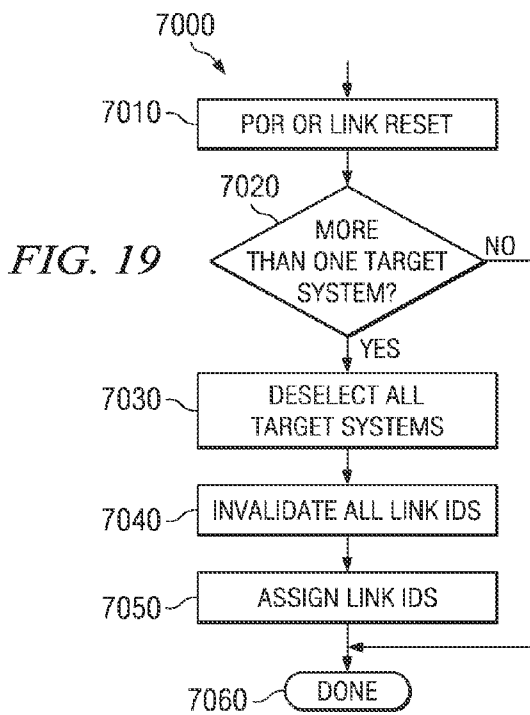 7000
7010
POR OR LINK RESET
7020
MORE
THAN ONE TARGET
SYSTEM?
NO
FIG. 19
YES
7030
DESELECT ALL
TARGET SYSTEMS
7040
INVALIDATE ALL LINK IDS
7050
ASSIGN LINK IDS
7060
DONE